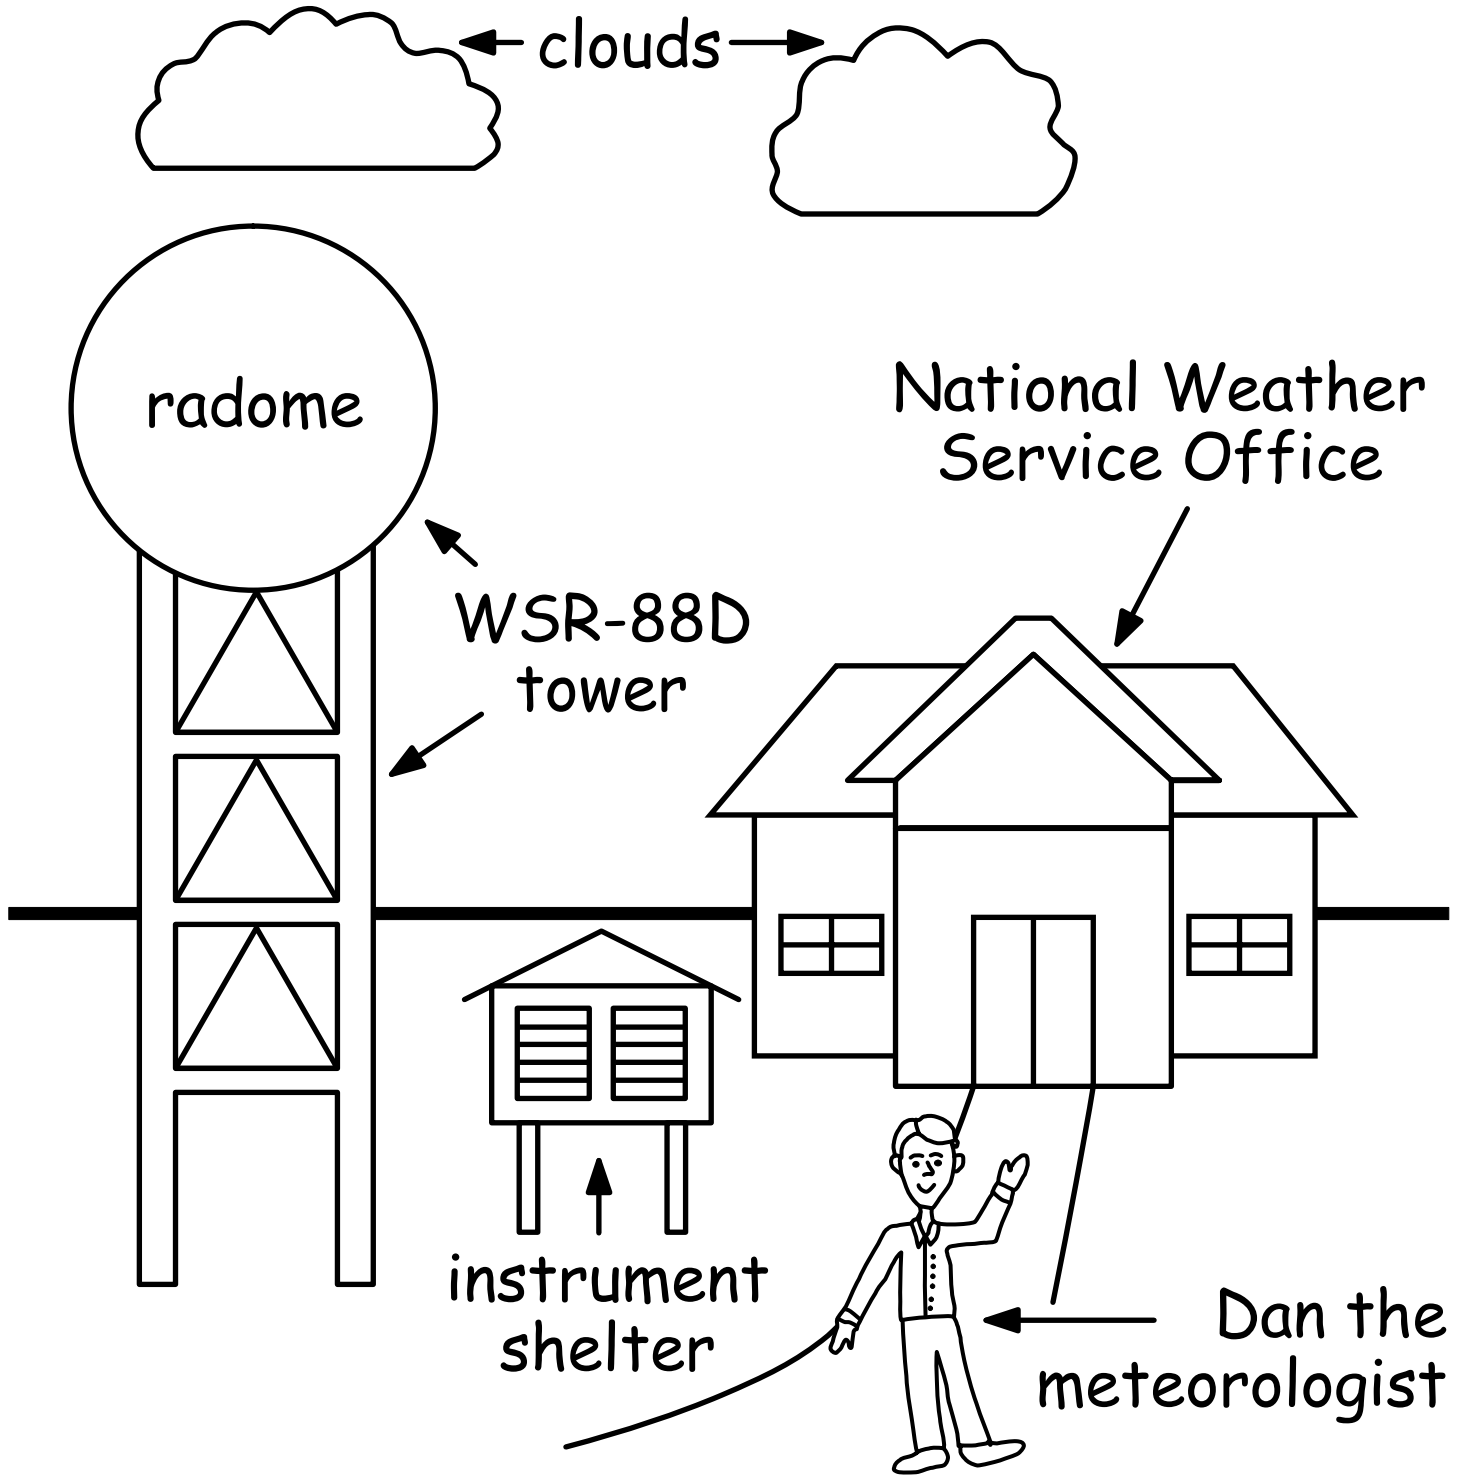 clouds
radome
National Weather
Service Office
WSR-88D
tower
instrument
shelter
Dan the
meteorologist